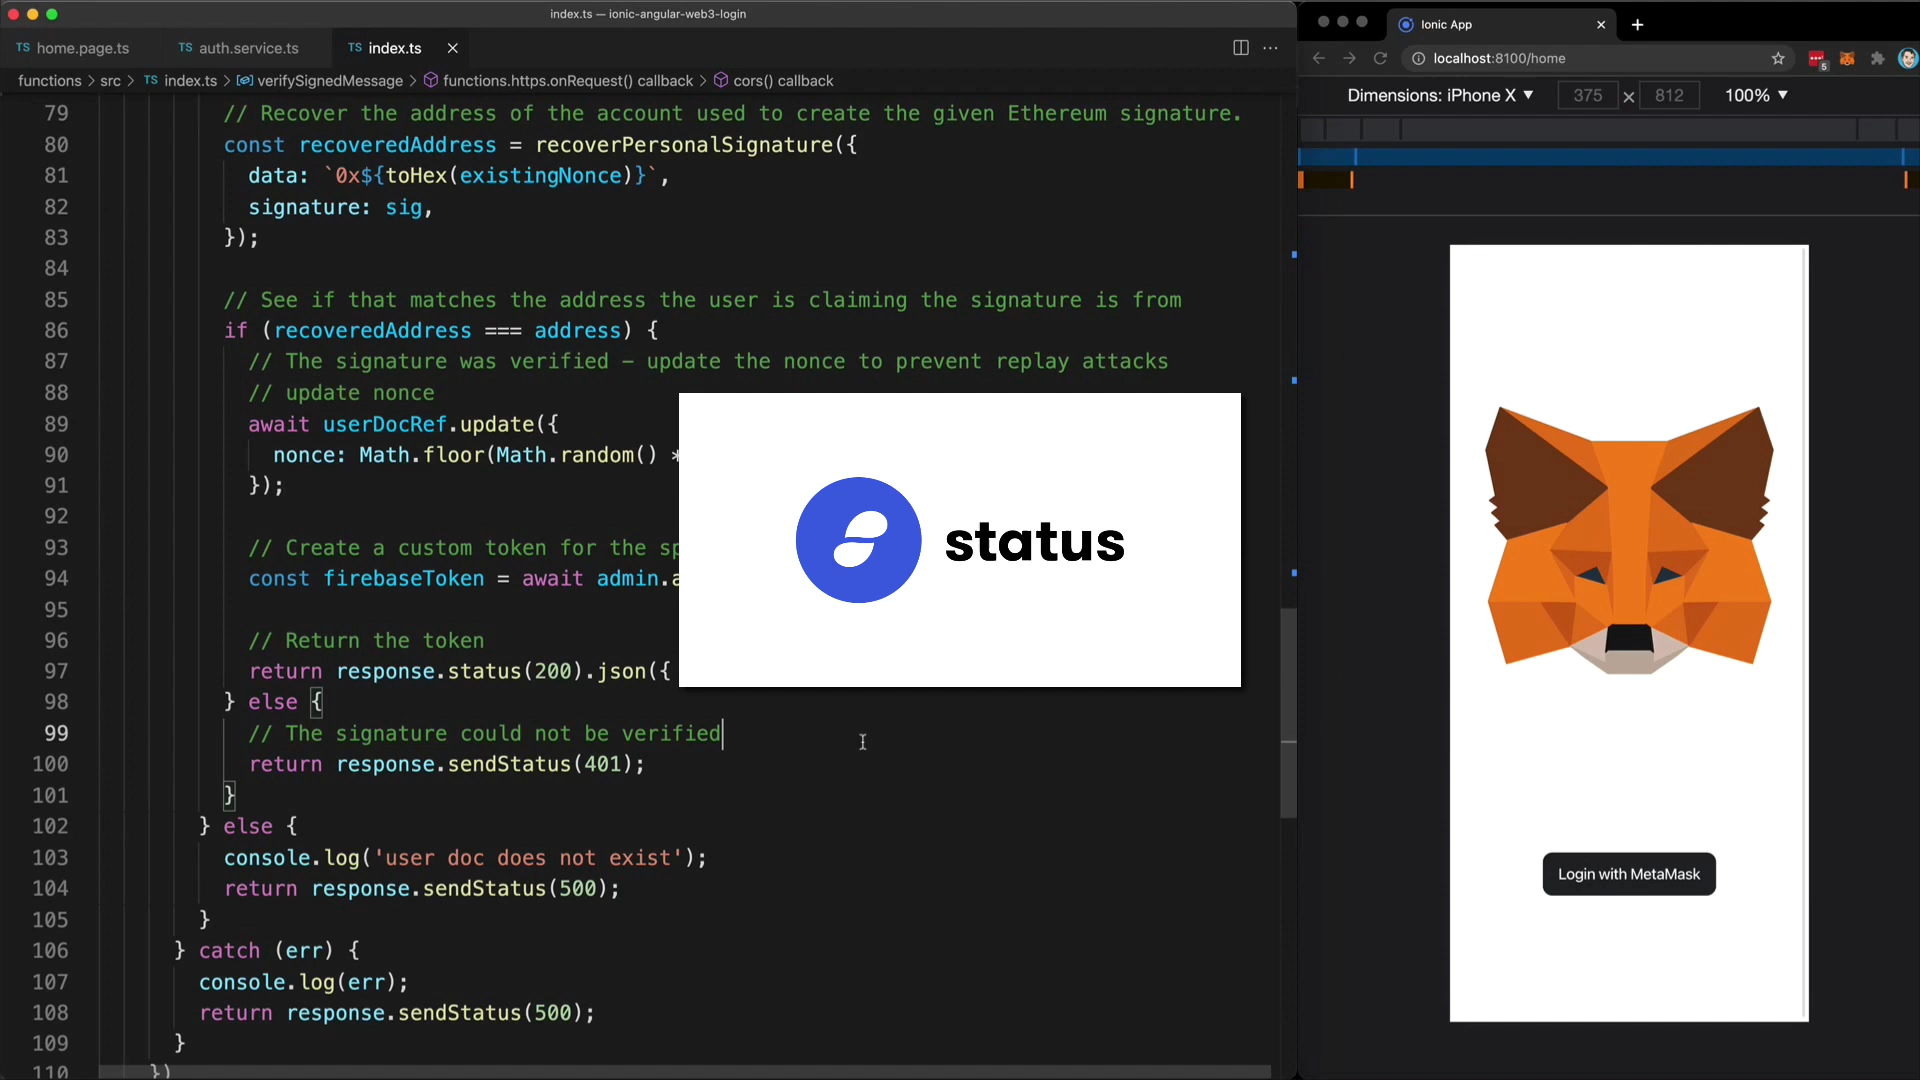 index.ts — ionic-angular-web3-login
TS home.page.ts
TS auth.service.ts
TS index.ts
functions > src > TS index.ts > verifySignedMessage > functions.https.onRequest() callback > cors() callback
79 // Recover the address of the account used to create the given Ethereum signature.
80 const recoveredAddress = recoverPersonalSignature({
81 data: `0x${toHex(existingNonce)}`,
82 signature: sig,
83 });
84
85 // See if that matches the address the user is claiming the signature is from
86 if (recoveredAddress === address) {
87 // The signature was verified – update the nonce to prevent replay attacks
88 // update nonce
89 await userDocRef.update({
90 nonce: Math.floor(Math.random() *
91 });
92
93 // Create a custom token for the sp
94 const firebaseToken = await admin.a
95
96 // Return the token
97 return response.status(200).json({
98 } else {
99 // The signature could not be verified
100 return response.sendStatus(401);
101 }
102 } else {
103 console.log('user doc does not exist');
104 return response.sendStatus(500);
105 }
106 } catch (err) {
107 console.log(err);
108 return response.sendStatus(500);
109 }
110 })
status
Ionic App
localhost:8100/home
5
Dimensions: iPhone X ▼ 375 × 812 100% ▼
Login with MetaMask